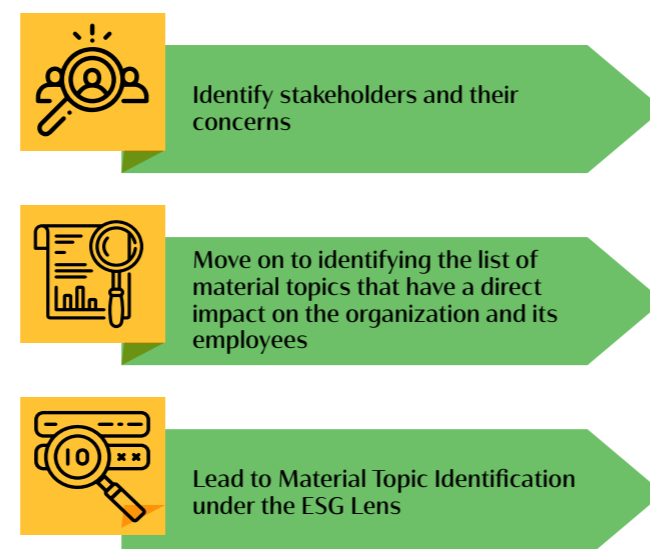 Identify stakeholders and their
concerns
Move on to identifying the list of
material topics that have a direct
impact on the organization and its
employees
10
Lead to Material Topic Identification
under the ESG Lens